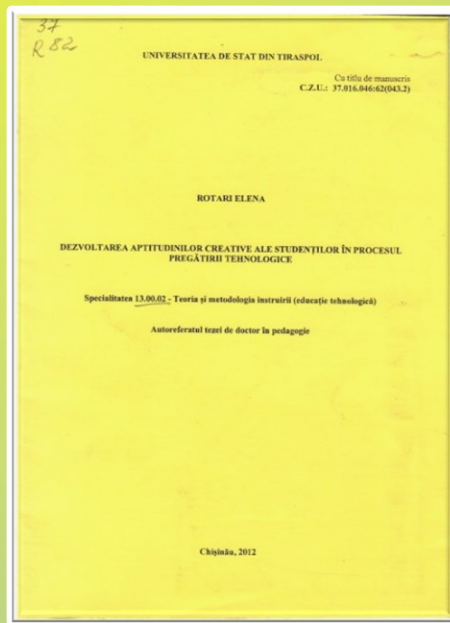 37
R 82
UNIVERSITATEA DE STAT DIN TIRASPOL
Cu titlu de manuscris
C.Z.U.: 37.016.046:62(043.2)
ROTARI ELENA
DEZVOLTAREA APTITUDINILOR CREATIVE ALE STUDENȚILOR ÎN PROCESUL
PREGĂTIRII TEHNOLOGICE
Specialitatea 13.00.02 - Teoria și metodologia instruirii (educație tehnologică)
Autoreferatul tezei de doctor în pedagogie
Chișinău, 2012